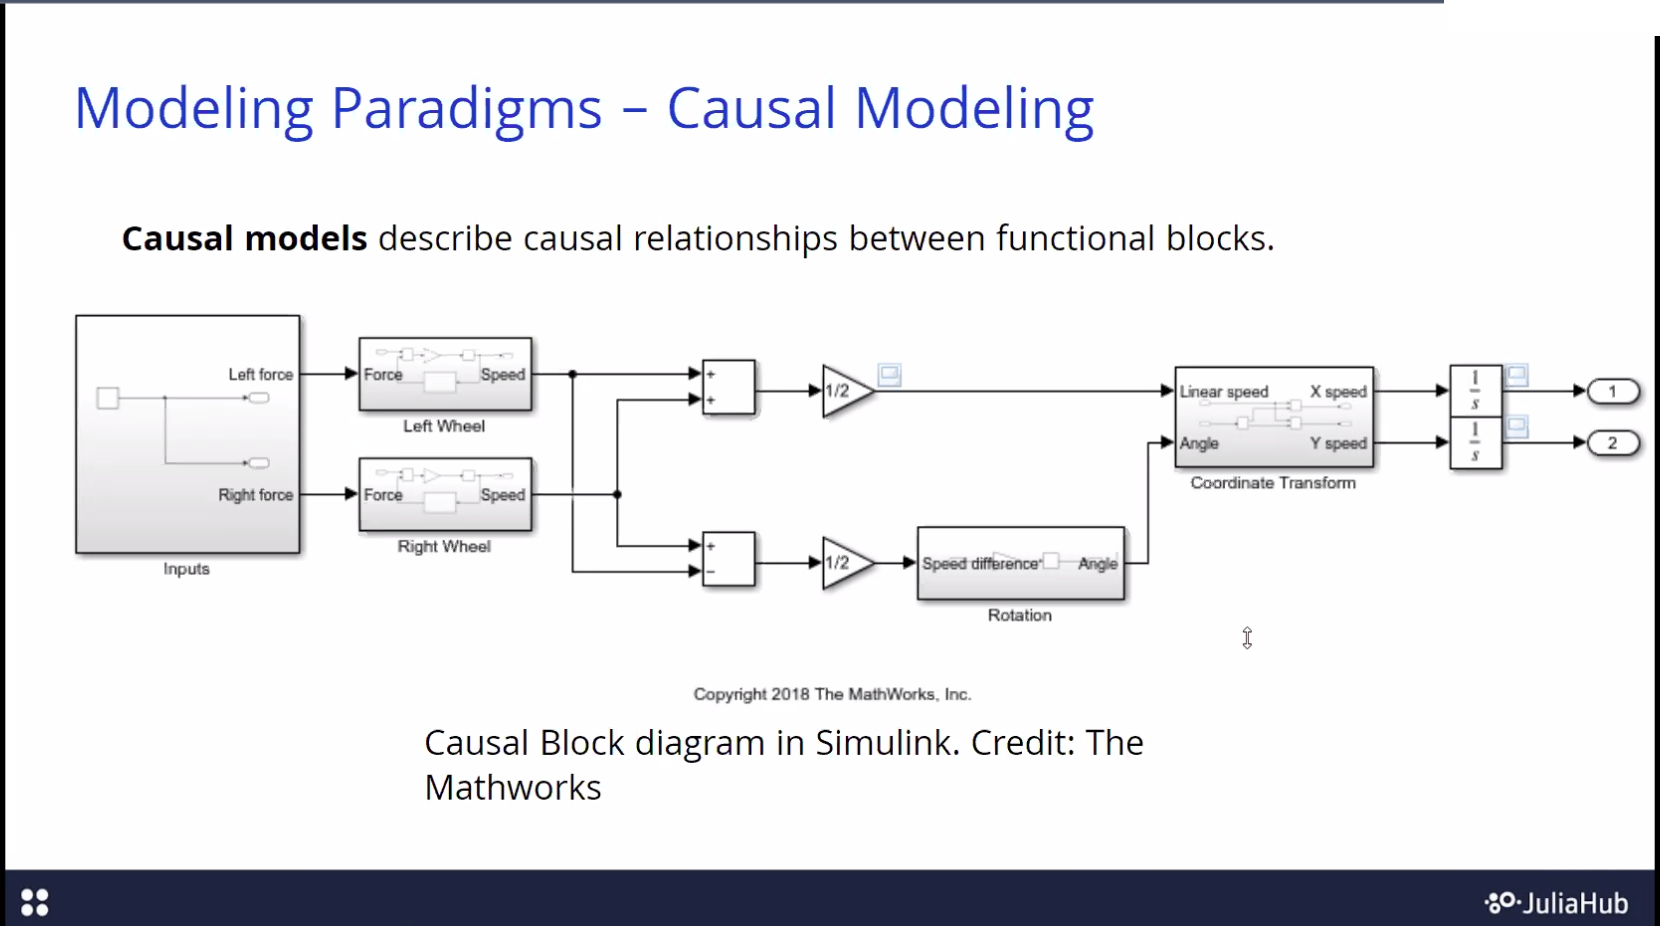 Modeling Paradigms – Causal Modeling
Causal models describe causal relationships between functional blocks.
Left force
Right force
Inputs
Force Speed
Left Wheel
Force Speed
Right Wheel
+
+
1/2
+
−
1/2
Speed difference Angle
Rotation
Linear speed X speed
Angle Y speed
Coordinate Transform
1
s
1
s
1
2
Copyright 2018 The MathWorks, Inc.
Causal Block diagram in Simulink. Credit: The
Mathworks
JuliaHub